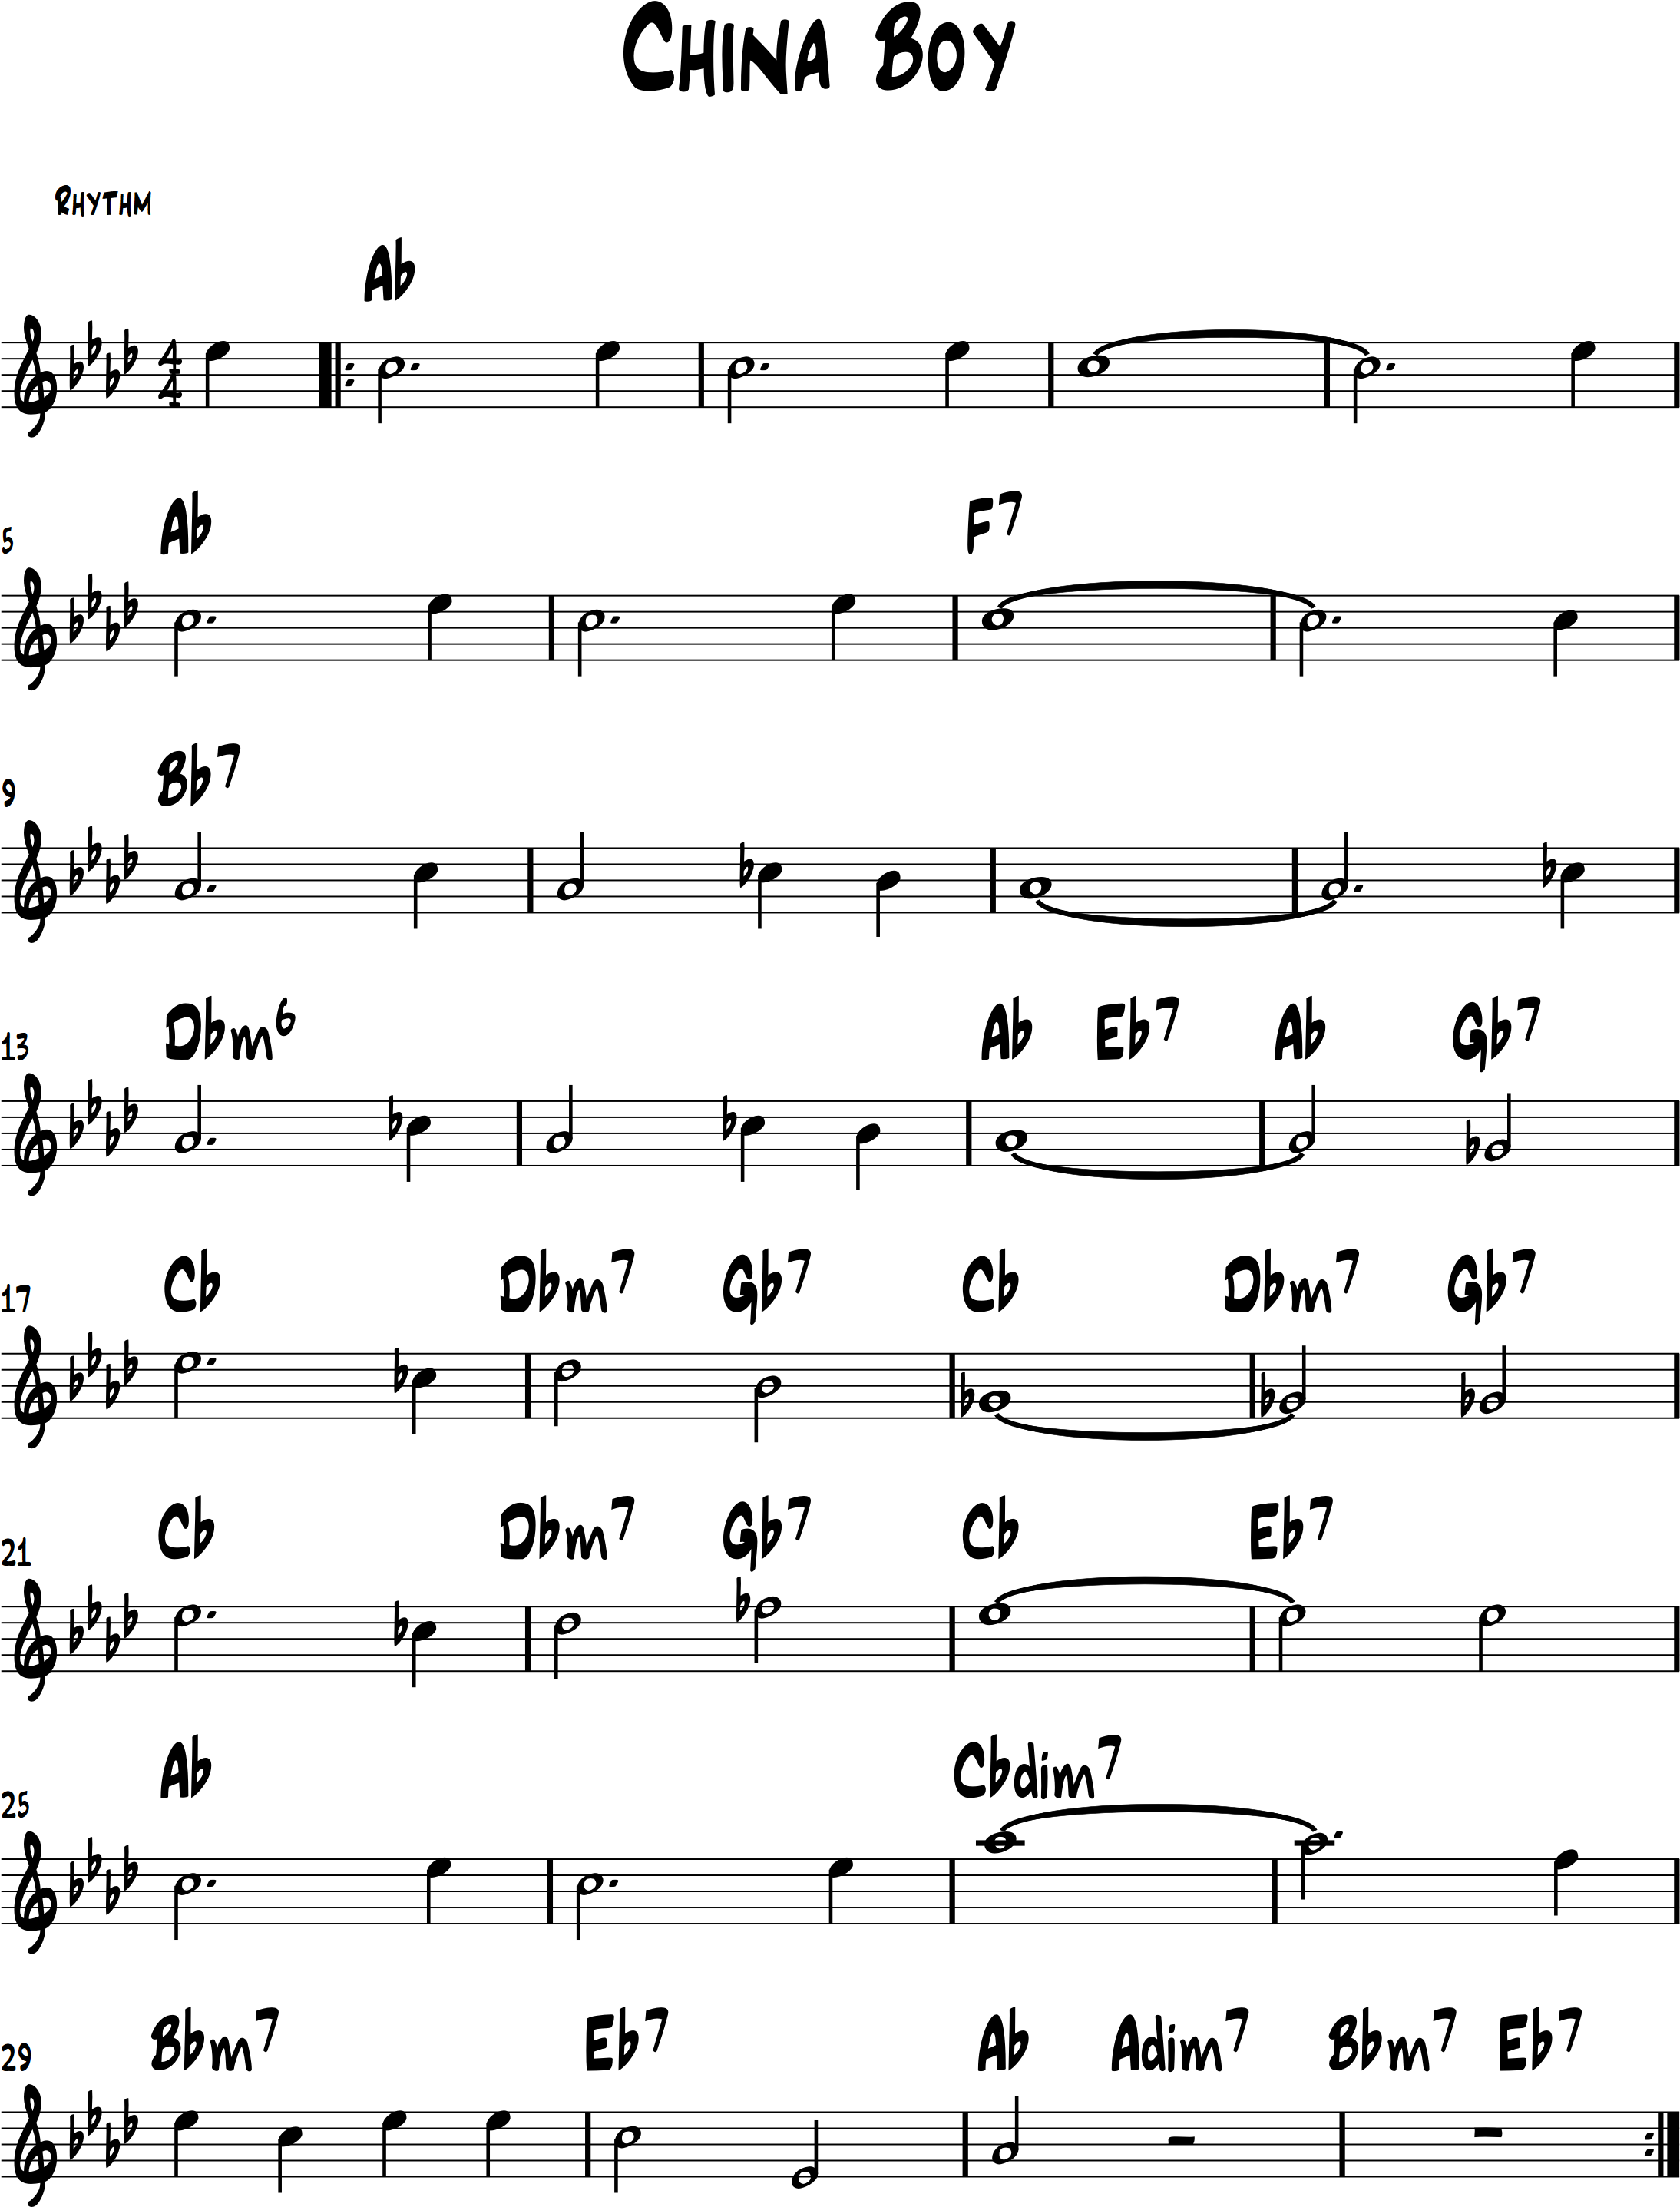 China Boy
Rhythm
4
4
Ab
5
Ab F7
9
Bb7
13
Dbm6 Ab Eb7 Ab Gb7
17
Cb Dbm7 Gb7 Cb Dbm7 Gb7
21
Cb Dbm7 Gb7 Cb Eb7
25
Ab Cbdim7
29
Bbm7 Eb7 Ab Adim7 Bbm7 Eb7